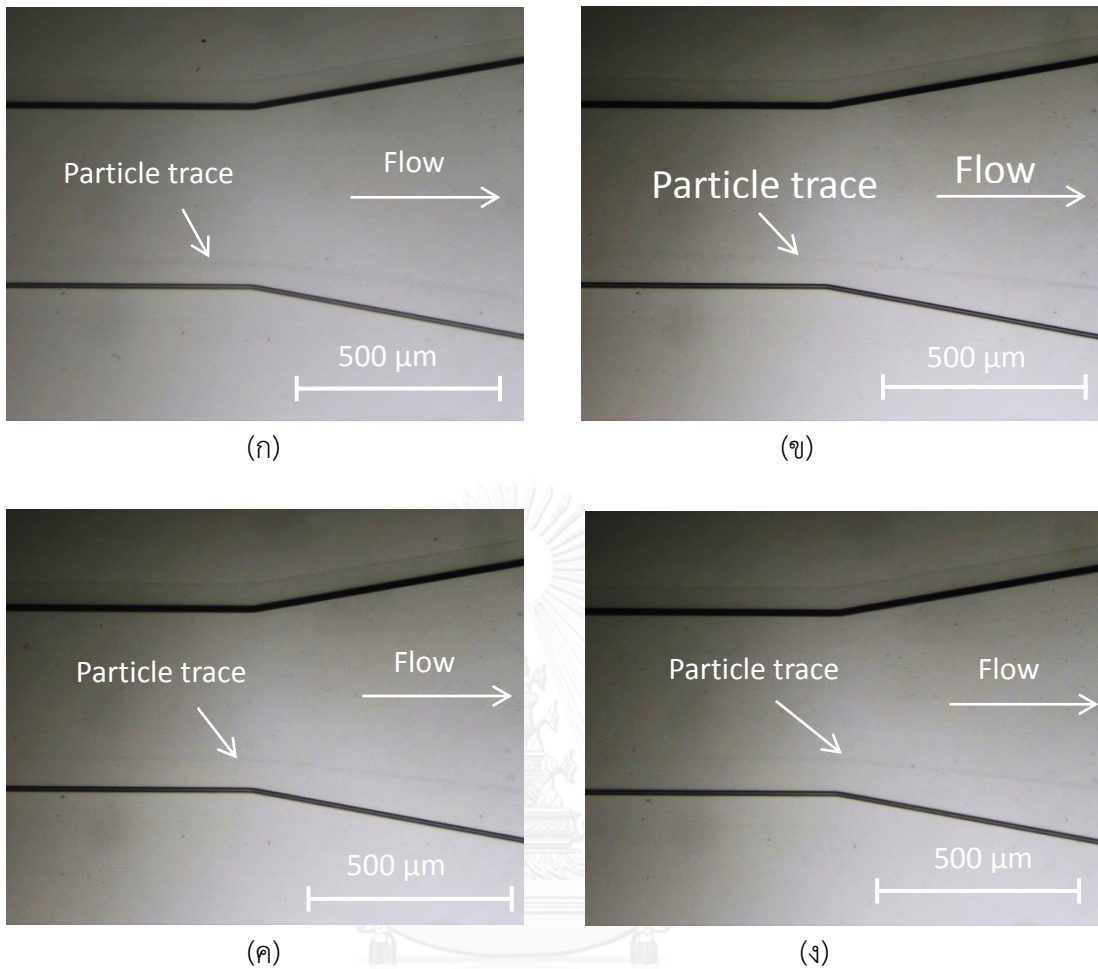 Particle trace
Flow
500 µm
(ก)
Particle trace
Flow
500 µm
(ข)
Particle trace
Flow
500 µm
(ค)
Particle trace
Flow
500 µm
(ง)